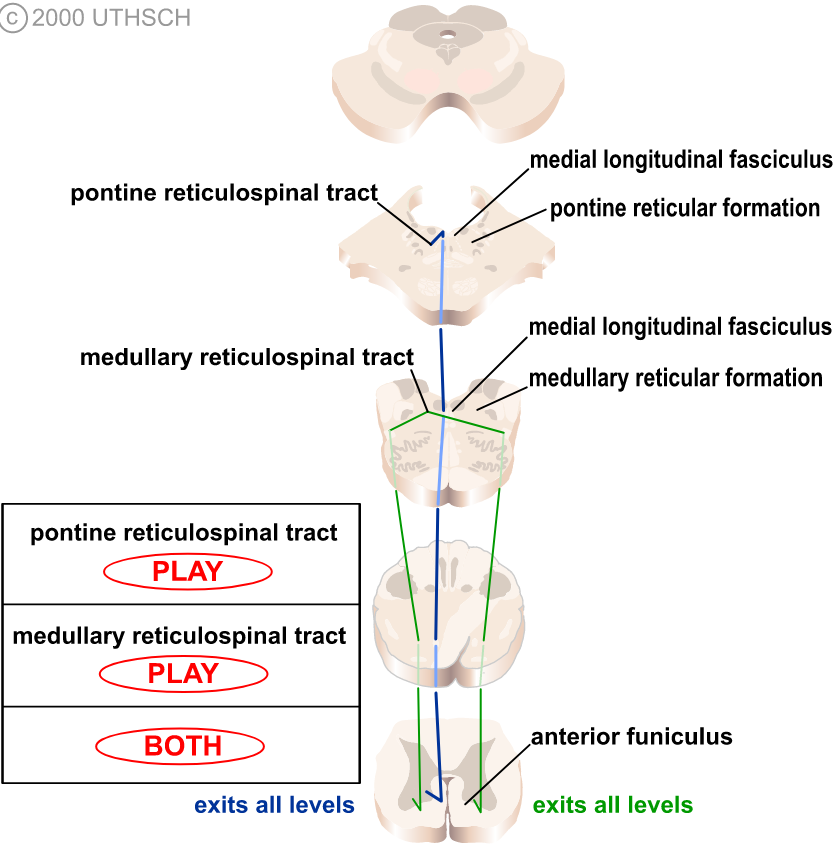 © 2000 UTHSCH
medial longitudinal fasciculus
pontine reticulospinal tract
pontine reticular formation
medial longitudinal fasciculus
medullary reticulospinal tract
medullary reticular formation
pontine reticulospinal tract
PLAY
medullary reticulospinal tract
PLAY
BOTH
anterior funiculus
exits all levels
exits all levels